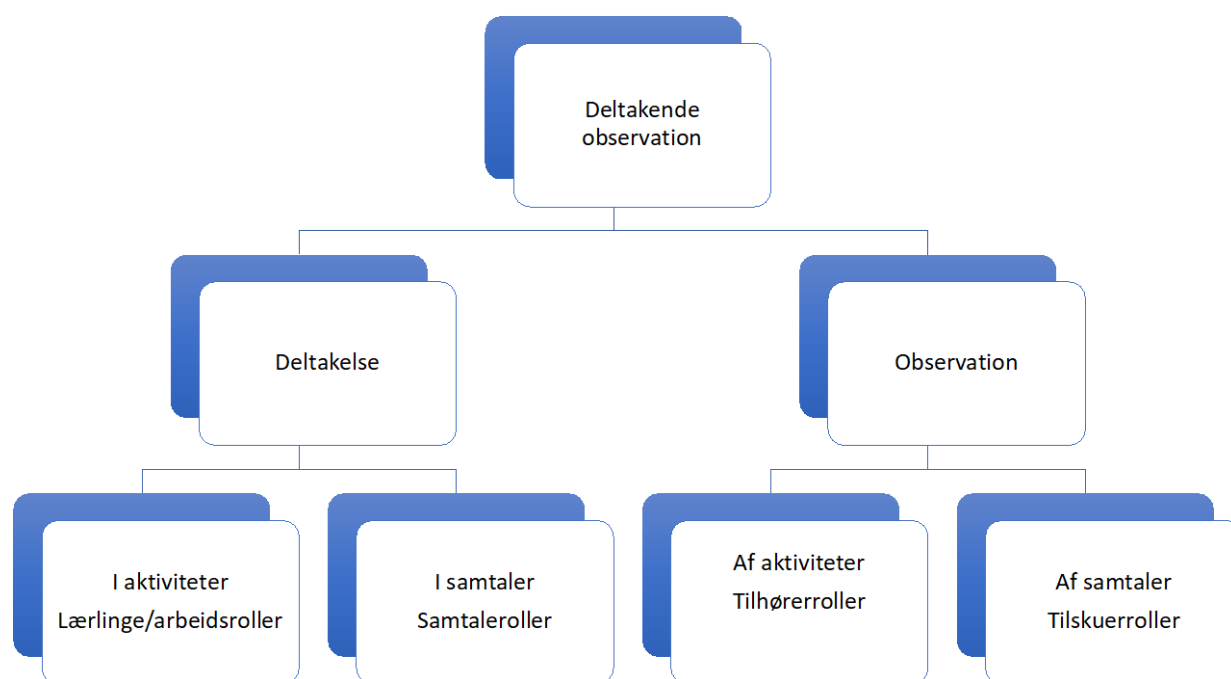 Deltakende
observation
Deltakelse
Observation
I aktiviteter
Lærlinge/arbeidsroller
I samtaler
Samtaleroller
Af aktiviteter
Tilhørerroller
Af samtaler
Tilskuerroller